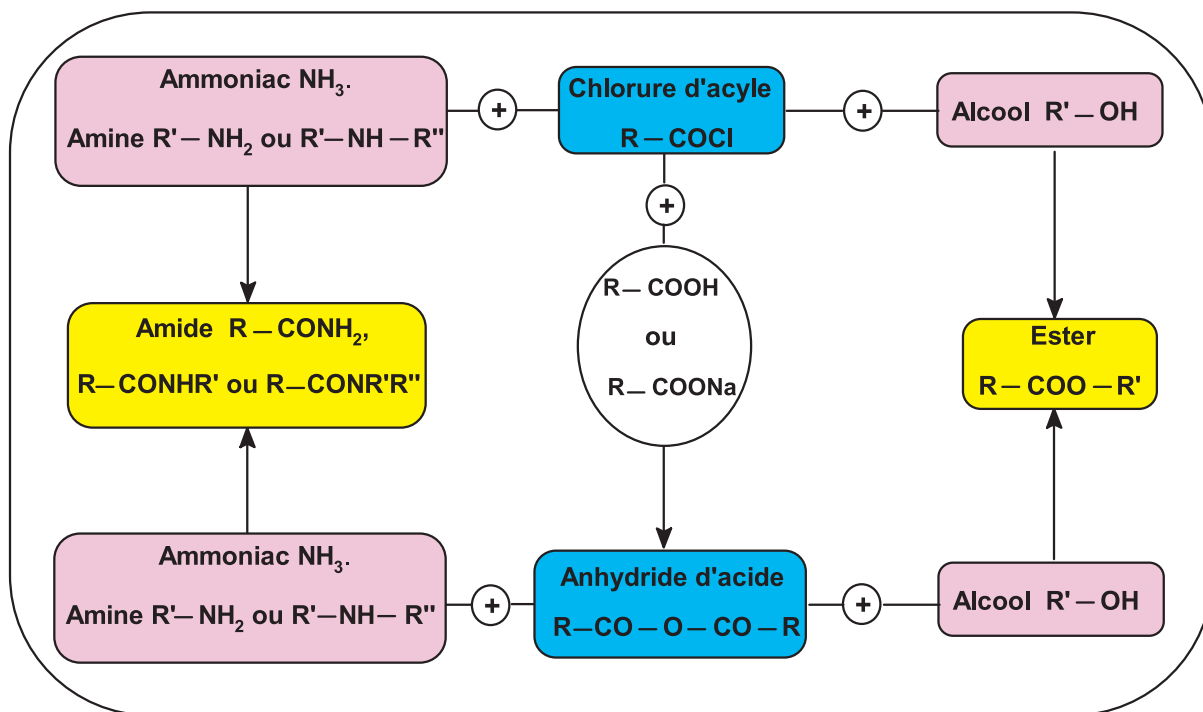 Ammoniac NH₃.
Amine R'—NH₂ ou R'—NH—R"
+
Chlorure d'acyle
R—COCl
+
Alcool R'—OH
+
R—COOH
ou
R—COONa
Amide R—CONH₂,
R—CONHR' ou R—CONR'R"
Ester
R—COO—R'
Ammoniac NH₃.
Amine R'—NH₂ ou R'—NH—R"
+
Anhydride d'acide
R—CO—O—CO—R
+
Alcool R'—OH